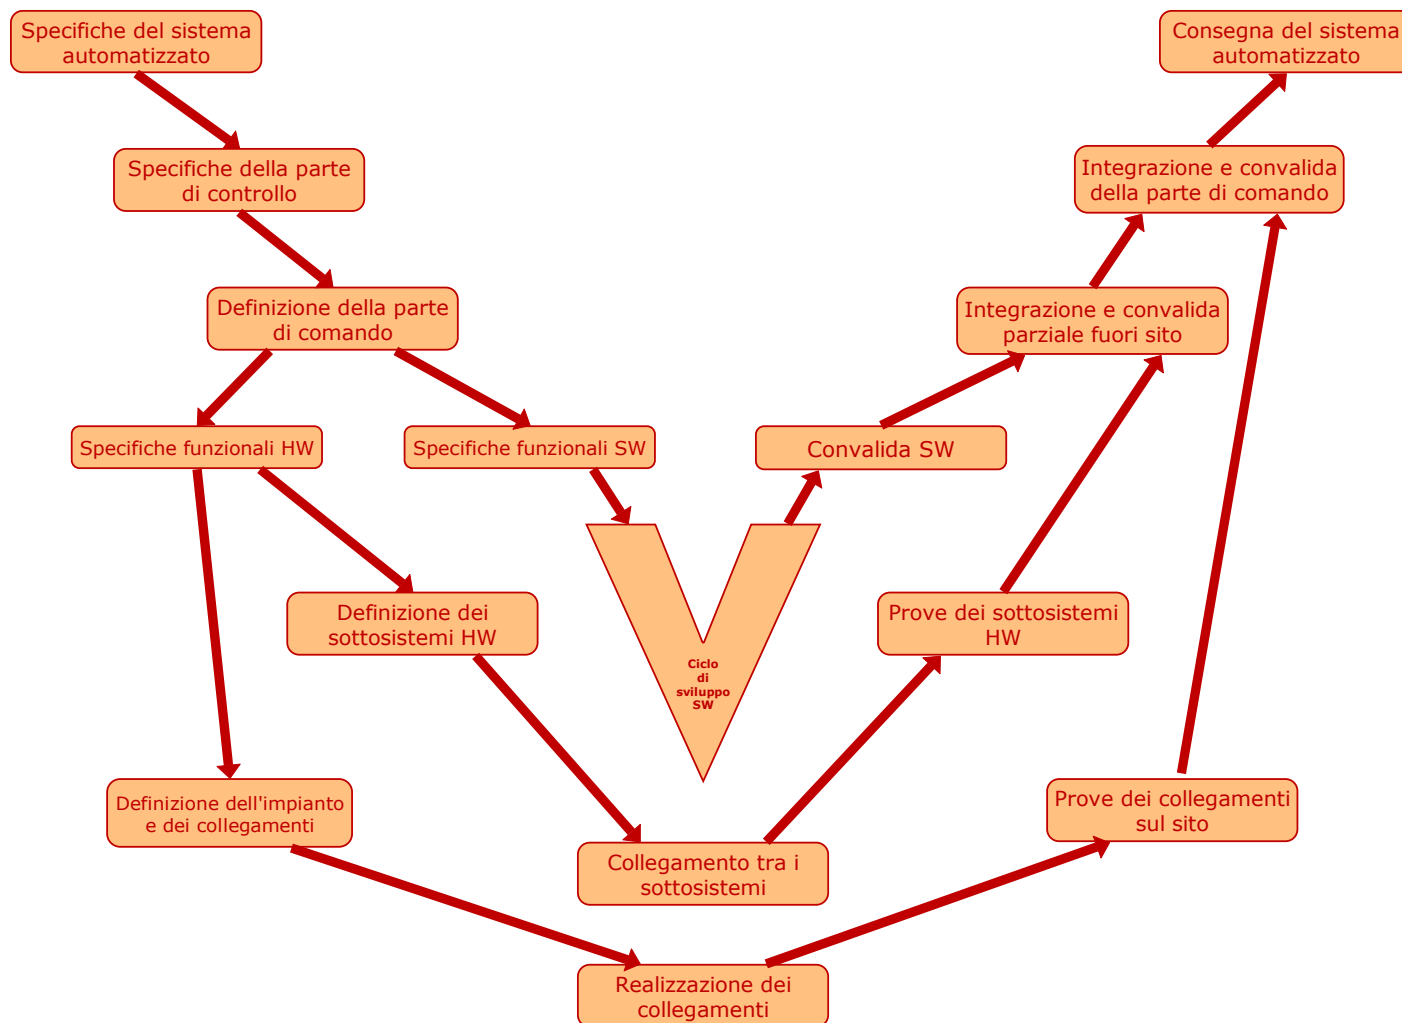 Specifiche del sistema
automatizzato
Consegna del sistema
automatizzato
Specifiche della parte
di controllo
Integrazione e convalida
della parte di comando
Definizione della parte
di comando
Integrazione e convalida
parziale fuori sito
Specifiche funzionali HW
Specifiche funzionali SW
Convalida SW
Definizione dei
sottosistemi HW
Prove dei sottosistemi
HW
Ciclo
di
sviluppo
SW
Definizione dell'impianto
e dei collegamenti
Prove dei collegamenti
sul sito
Collegamento tra i
sottosistemi
Realizzazione dei
collegamenti